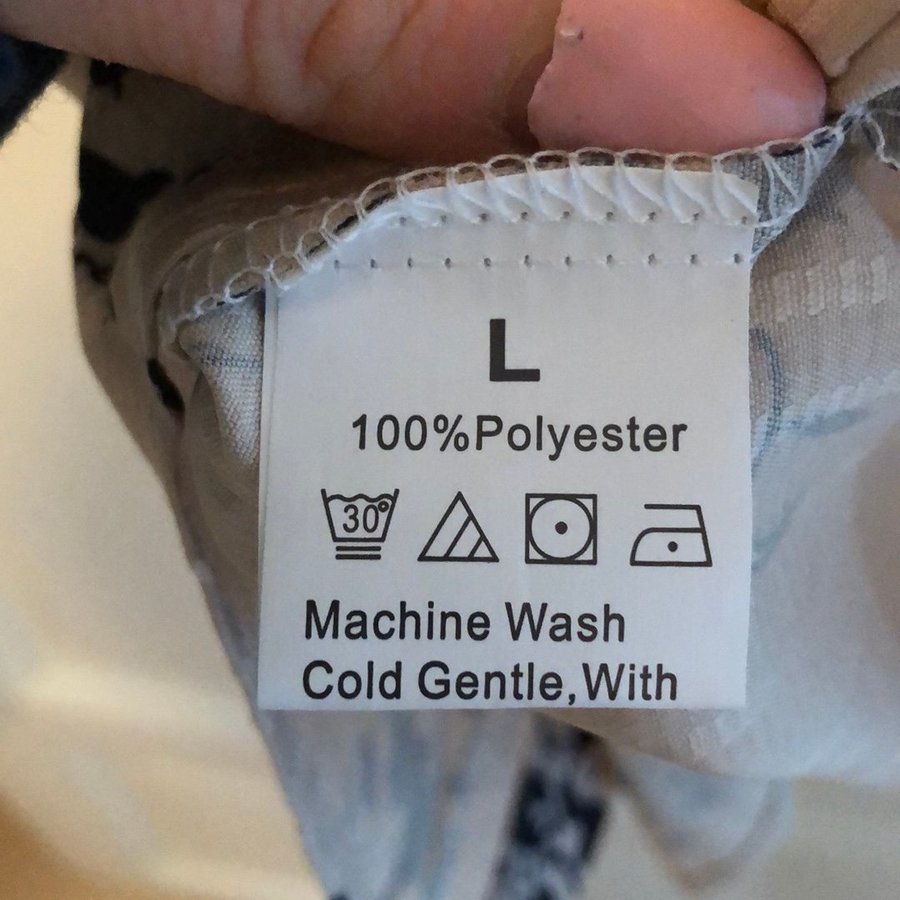 L
100%Polyester
30°
Machine Wash
Cold Gentle,With